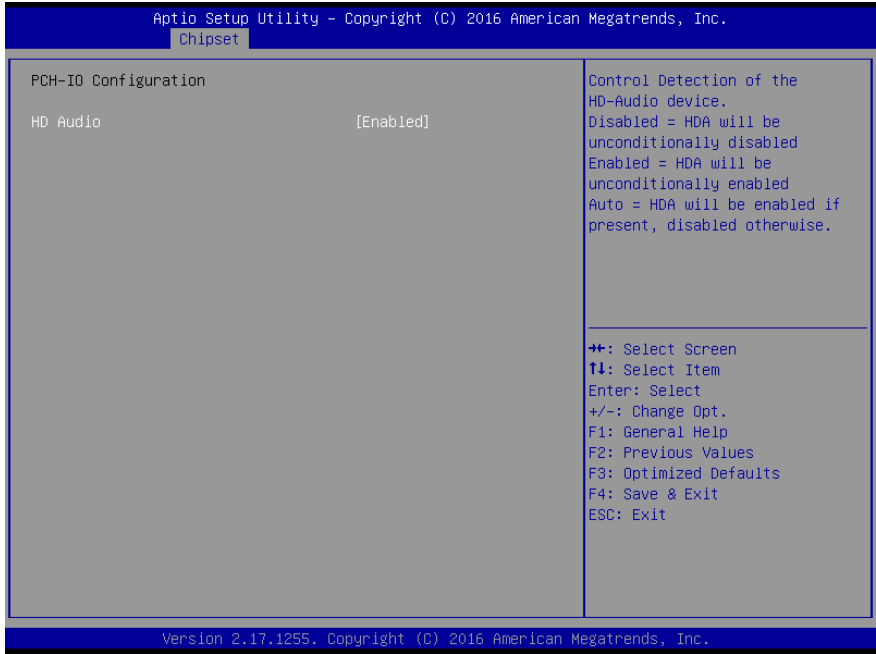 Aptio Setup Utility – Copyright (C) 2016 American Megatrends, Inc.
Chipset
PCH-IO Configuration
HD Audio [Enabled]
Control Detection of the
HD-Audio device.
Disabled = HDA will be
unconditionally disabled
Enabled = HDA will be
unconditionally enabled
Auto = HDA will be enabled if
present, disabled otherwise.
→←: Select Screen
↑↓: Select Item
Enter: Select
+/-: Change Opt.
F1: General Help
F2: Previous Values
F3: Optimized Defaults
F4: Save & Exit
ESC: Exit
Version 2.17.1255. Copyright (C) 2016 American Megatrends, Inc.